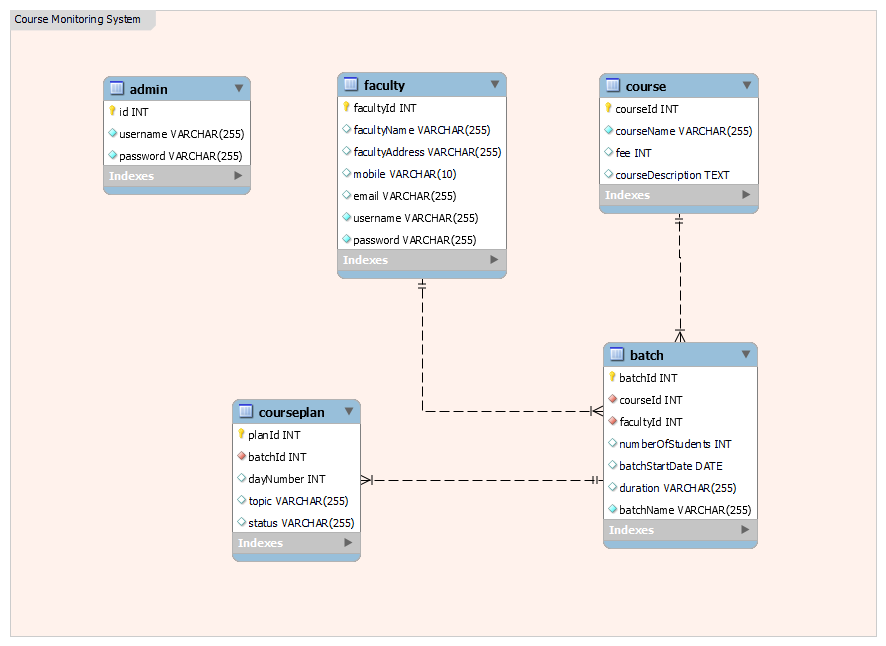 Course Monitoring System
admin
id INT
username VARCHAR(255)
password VARCHAR(255)
Indexes
faculty
facultyId INT
facultyName VARCHAR(255)
facultyAddress VARCHAR(255)
mobile VARCHAR(10)
email VARCHAR(255)
username VARCHAR(255)
password VARCHAR(255)
Indexes
course
courseId INT
courseName VARCHAR(255)
fee INT
courseDescription TEXT
Indexes
batch
batchId INT
courseId INT
facultyId INT
numberOfStudents INT
batchStartDate DATE
duration VARCHAR(255)
batchName VARCHAR(255)
Indexes
courseplan
planId INT
batchId INT
dayNumber INT
topic VARCHAR(255)
status VARCHAR(255)
Indexes